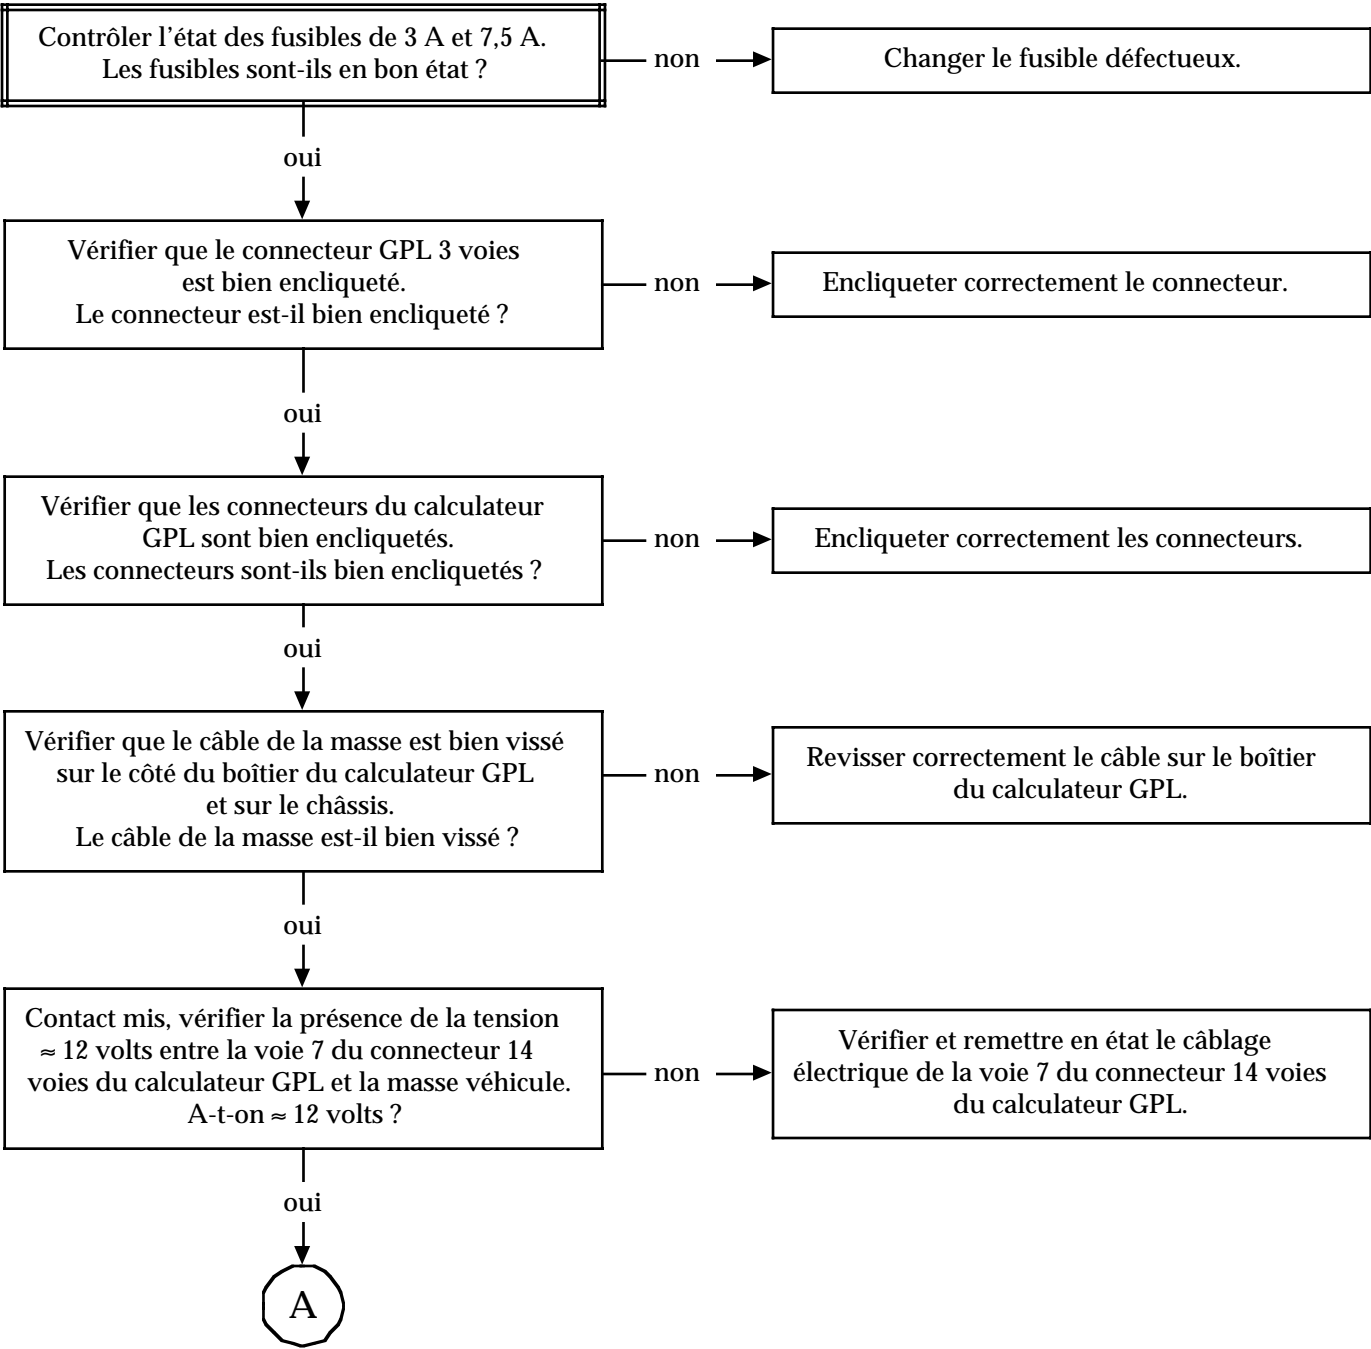 Contrôler l'état des fusibles de 3 A et 7,5 A.
Les fusibles sont-ils en bon état ?
non
Changer le fusible défectueux.
oui
Vérifier que le connecteur GPL 3 voies
est bien encliqueté.
Le connecteur est-il bien encliqueté ?
non
Encliqueter correctement le connecteur.
oui
Vérifier que les connecteurs du calculateur
GPL sont bien encliquetés.
Les connecteurs sont-ils bien encliquetés ?
non
Encliqueter correctement les connecteurs.
oui
Vérifier que le câble de la masse est bien vissé
sur le côté du boîtier du calculateur GPL
et sur le châssis.
Le câble de la masse est-il bien vissé ?
non
Revisser correctement le câble sur le boîtier
du calculateur GPL.
oui
Contact mis, vérifier la présence de la tension
≈ 12 volts entre la voie 7 du connecteur 14
voies du calculateur GPL et la masse véhicule.
A-t-on ≈ 12 volts ?
non
Vérifier et remettre en état le câblage
électrique de la voie 7 du connecteur 14 voies
du calculateur GPL.
oui
A